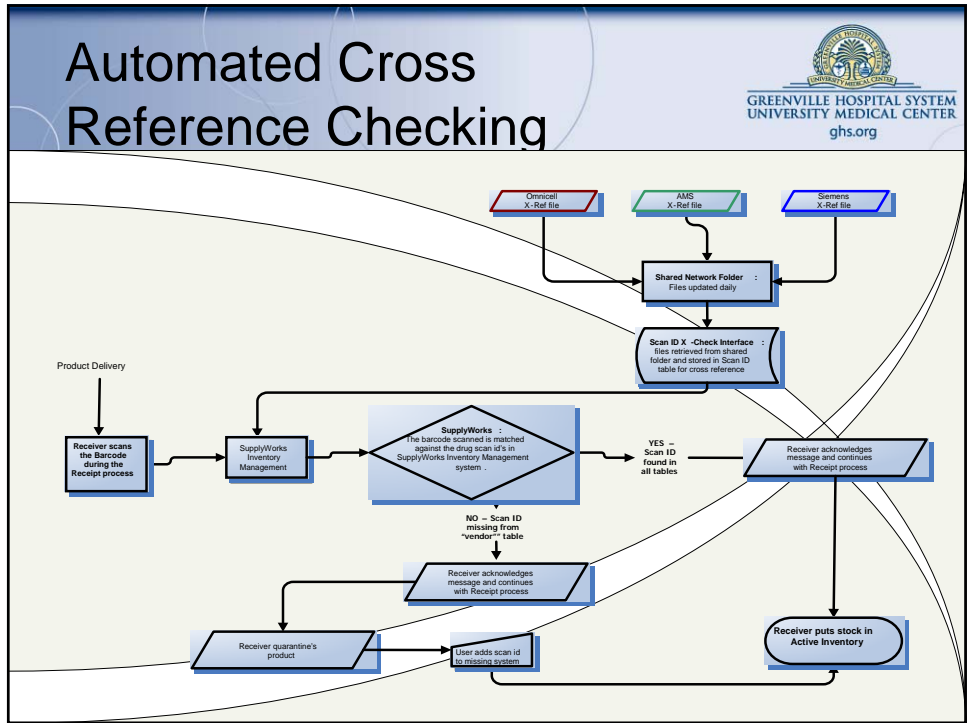 Automated Cross
Reference Checking
GREENVILLE HOSPITAL SYSTEM
UNIVERSITY MEDICAL CENTER
ghs.org
Omnicell
X-Ref file
AMS
X-Ref file
Siemens
X-Ref file
Shared Network Folder :
Files updated daily
Scan ID X -Check Interface :
files retrieved from shared
folder and stored in Scan ID
table for cross reference
Product Delivery
Receiver scans
the Barcode
during the
Receipt process
SupplyWorks
Inventory
Management
SupplyWorks :
The barcode scanned is matched
against the drug scan id's in
SupplyWorks Inventory Management
system .
YES –
Scan ID
found in
all tables
Receiver acknowledges
message and continues
with Receipt process
NO – Scan ID
missing from
“vendor”" table
Receiver acknowledges
message and continues
with Receipt process
Receiver quarantine's
product
User adds scan id
to missing system
Receiver puts stock in
Active Inventory